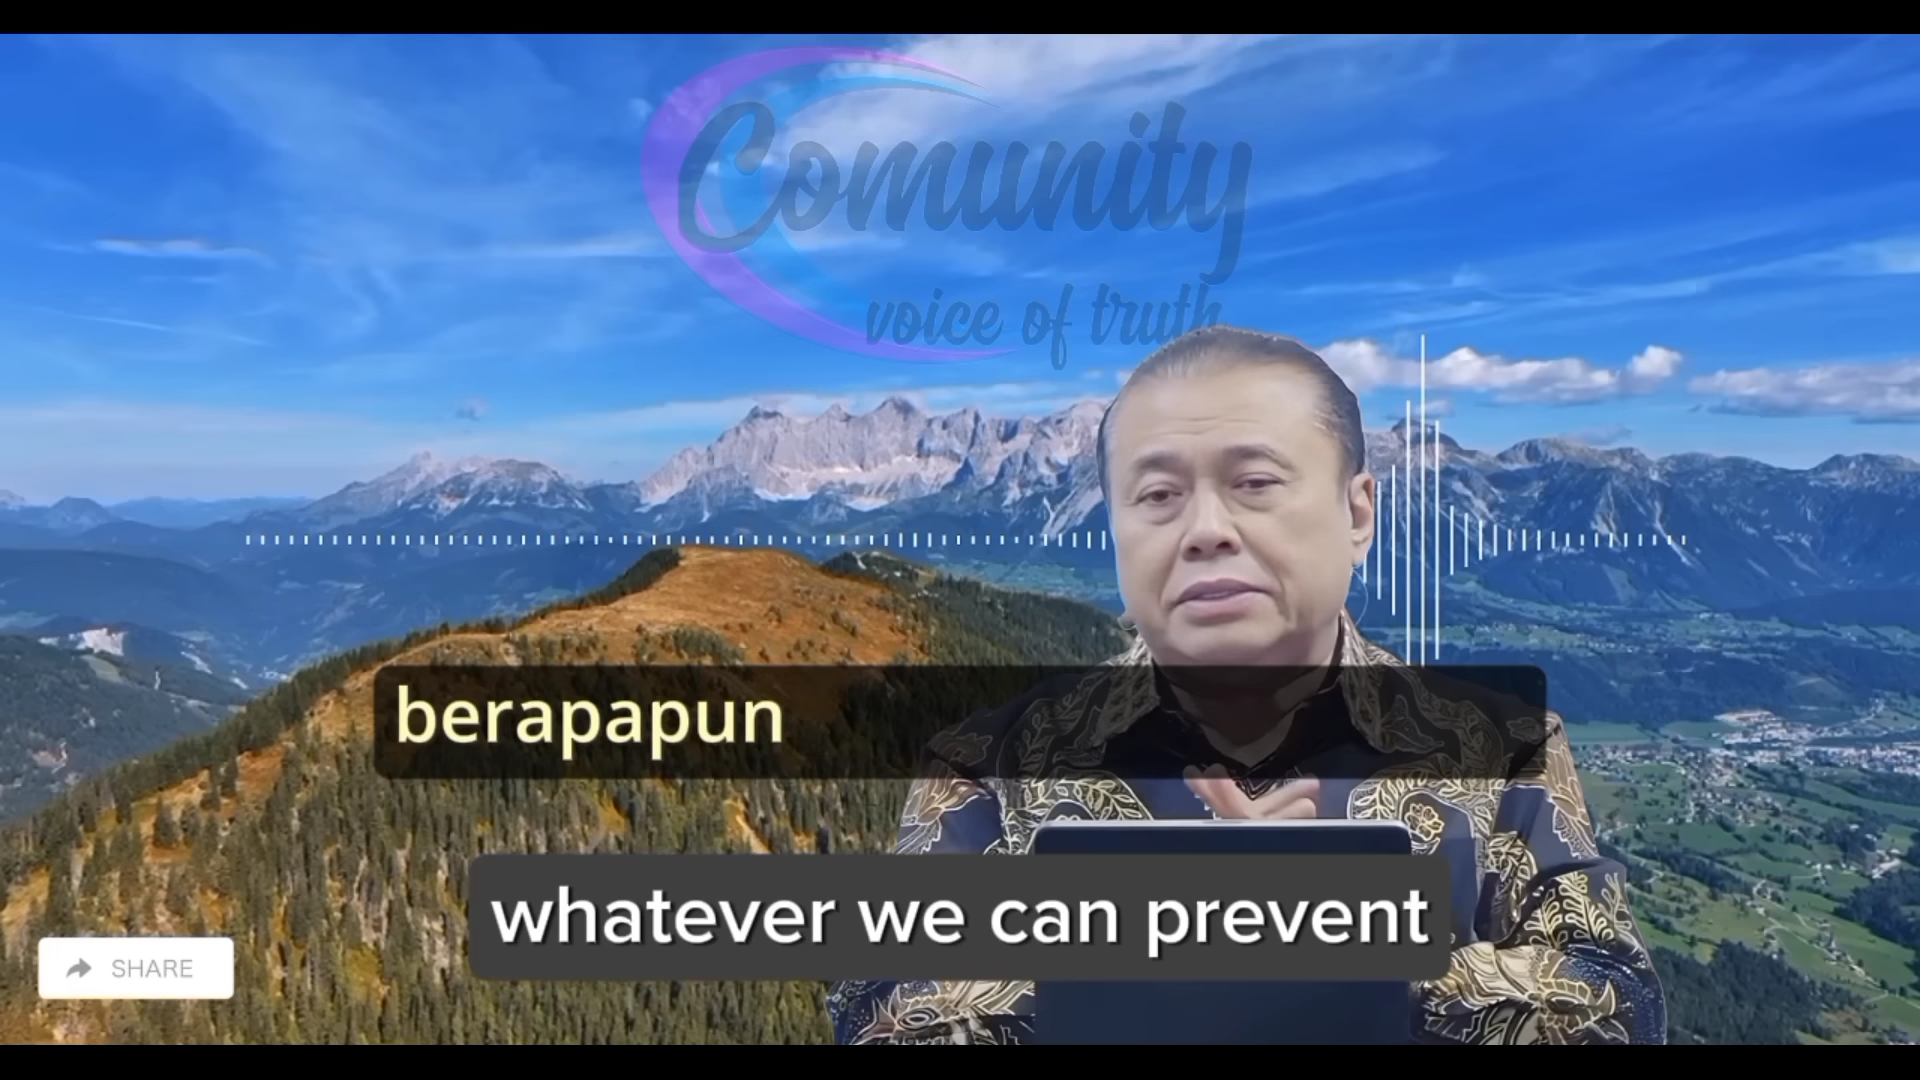 Comunity
voice of truth
berapapun
whatever we can prevent
SHARE